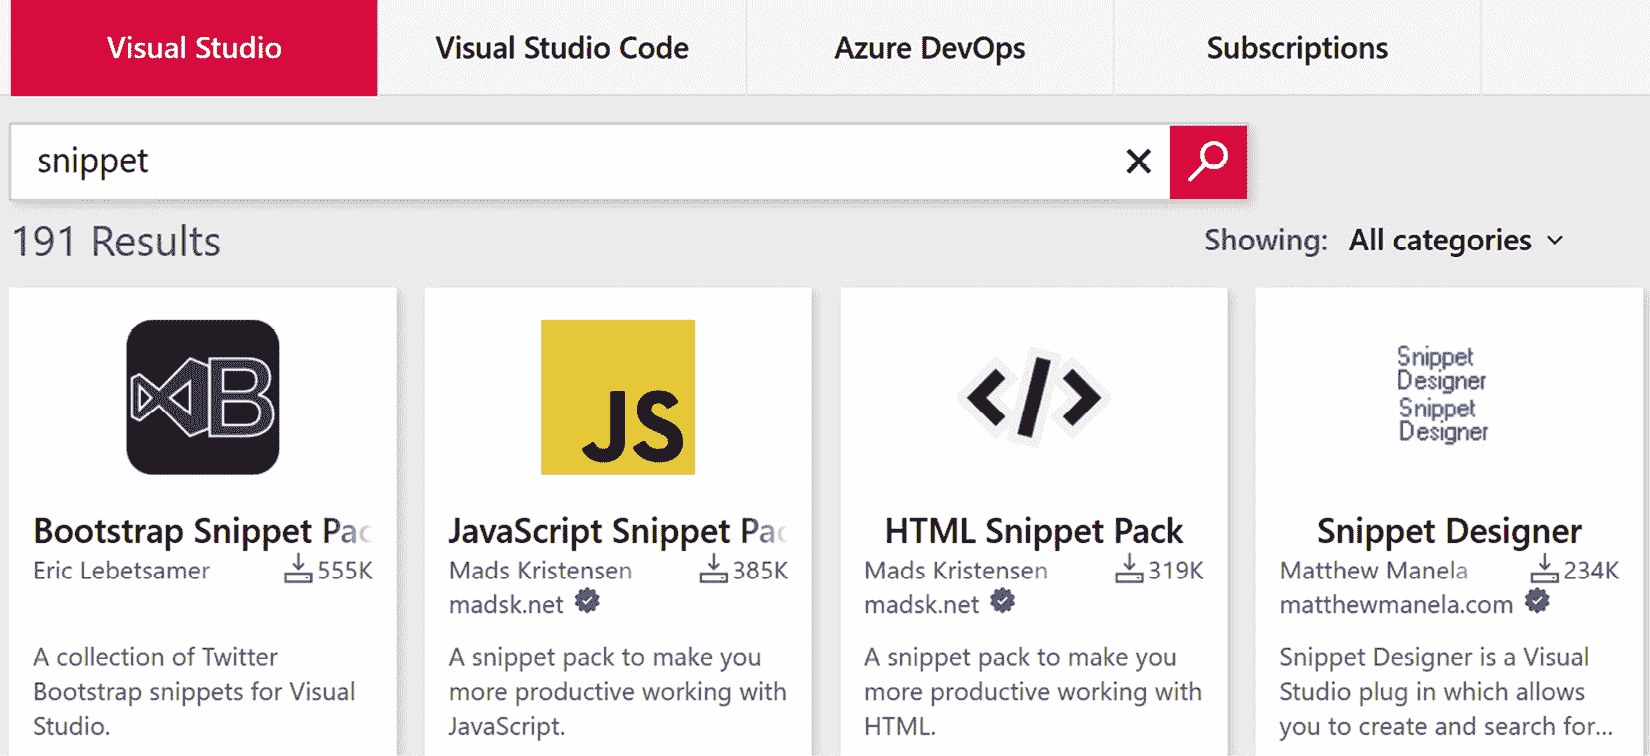 Visual Studio
Visual Studio Code
Azure DevOps
Subscriptions
snippet
191 Results
Showing: All categories
B
Bootstrap Snippet Pac
Eric Lebetsamer
555K
A collection of Twitter
Bootstrap snippets for Visual
Studio.
JS
JavaScript Snippet Pac
Mads Kristensen
385K
madsk.net
A snippet pack to make you
more productive working with
JavaScript.
</>
HTML Snippet Pack
Mads Kristensen
319K
madsk.net
A snippet pack to make you
more productive working with
HTML.
Snippet
Designer
Snippet
Designer
Snippet Designer
Matthew Manela
234K
matthewmanela.com
Snippet Designer is a Visual
Studio plug in which allows
you to create and search for...